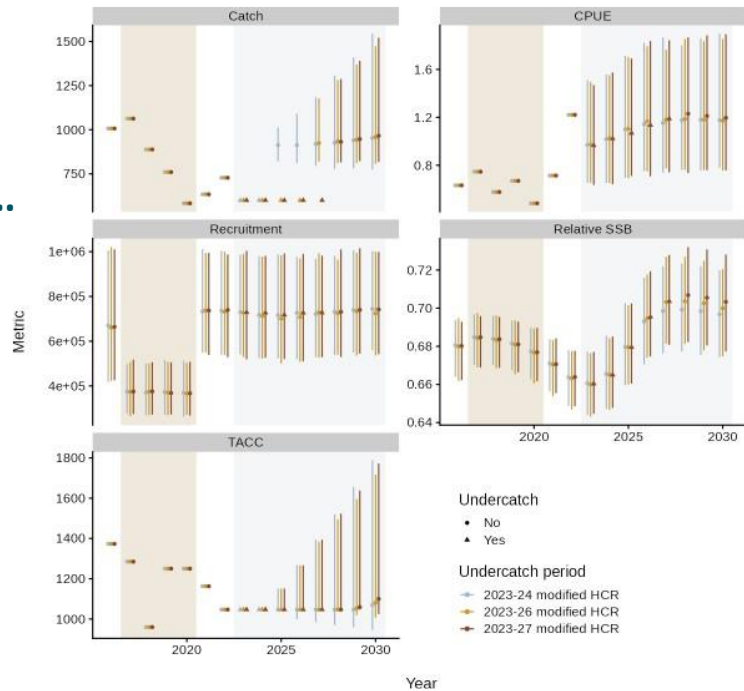 Catch
CPUE
1500
1250
1000
750
1.6
1.2
0.8
..
Recruitment
Relative SSB
1e+06
8e+05
6e+05
4e+05
0.72
0.70
0.68
0.66
0.64
Metric
TACC
2020
2025
2030
1800
1600
1400
1200
1000
2020
2025
2030
Undercatch
No
Yes
Undercatch period
2023-24 modified HCR
2023-26 modified HCR
2023-27 modified HCR
Year